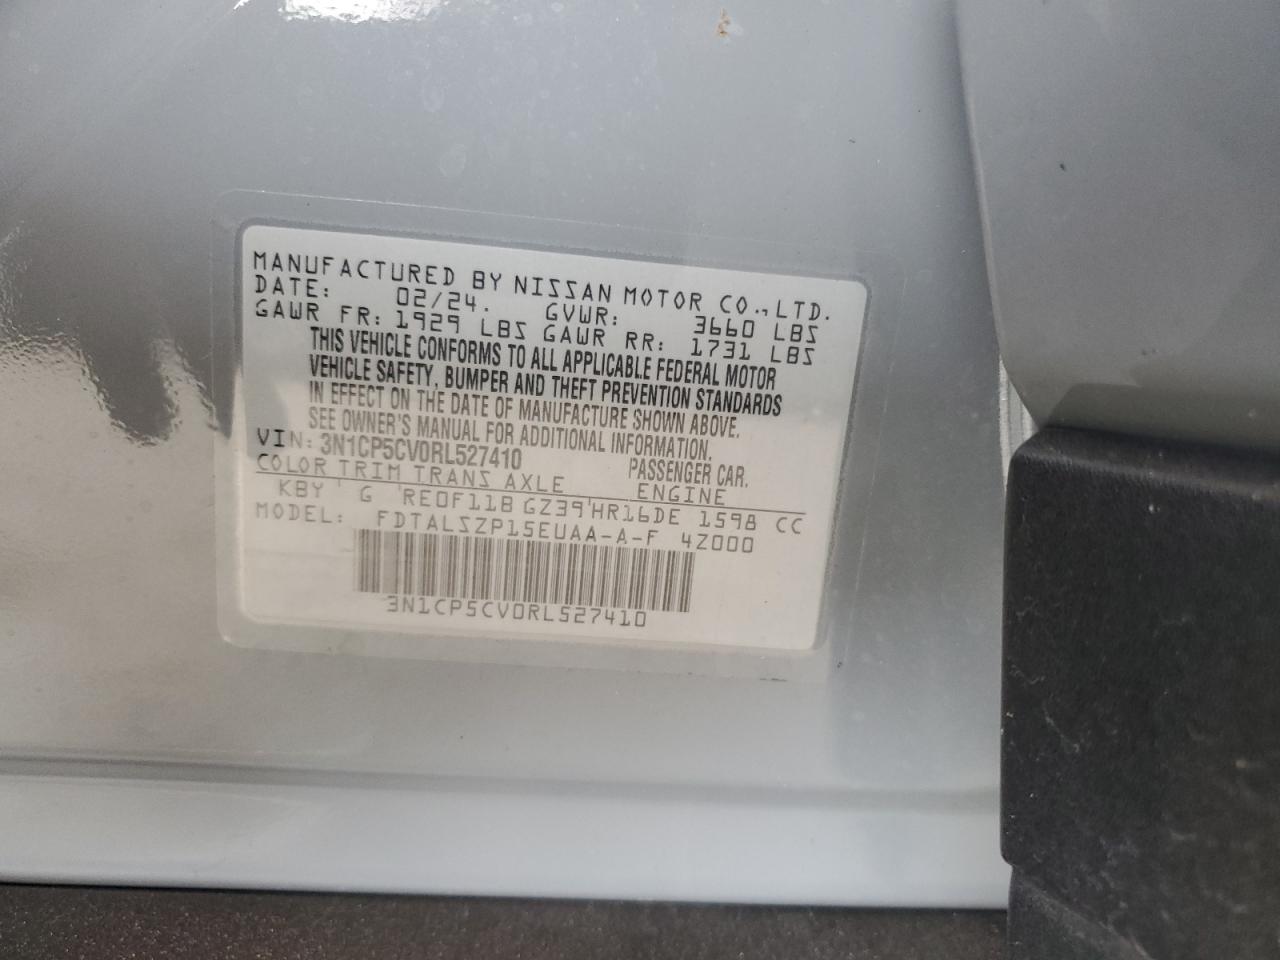 MANUFACTURED BY NISSAN MOTOR CO., LTD.
DATE: 02/24. GVWR: 3660 LBS
GAWR FR: 1929 LBS GAWR RR: 1731 LBS
THIS VEHICLE CONFORMS TO ALL APPLICABLE FEDERAL MOTOR
VEHICLE SAFETY, BUMPER AND THEFT PREVENTION STANDARDS
IN EFFECT ON THE DATE OF MANUFACTURE SHOWN ABOVE.
SEE OWNER'S MANUAL FOR ADDITIONAL INFORMATION.
VIN: 3N1CP5CV0RL527410 PASSENGER CAR.
COLOR TRIM TRANS AXLE ENGINE
KBY ' G 'RE0F11B GZ39'HR16DE 1598 CC
MODEL: FDTALSZP15EUAA-A-F 4Z000
3N1CP5CV0RL527410